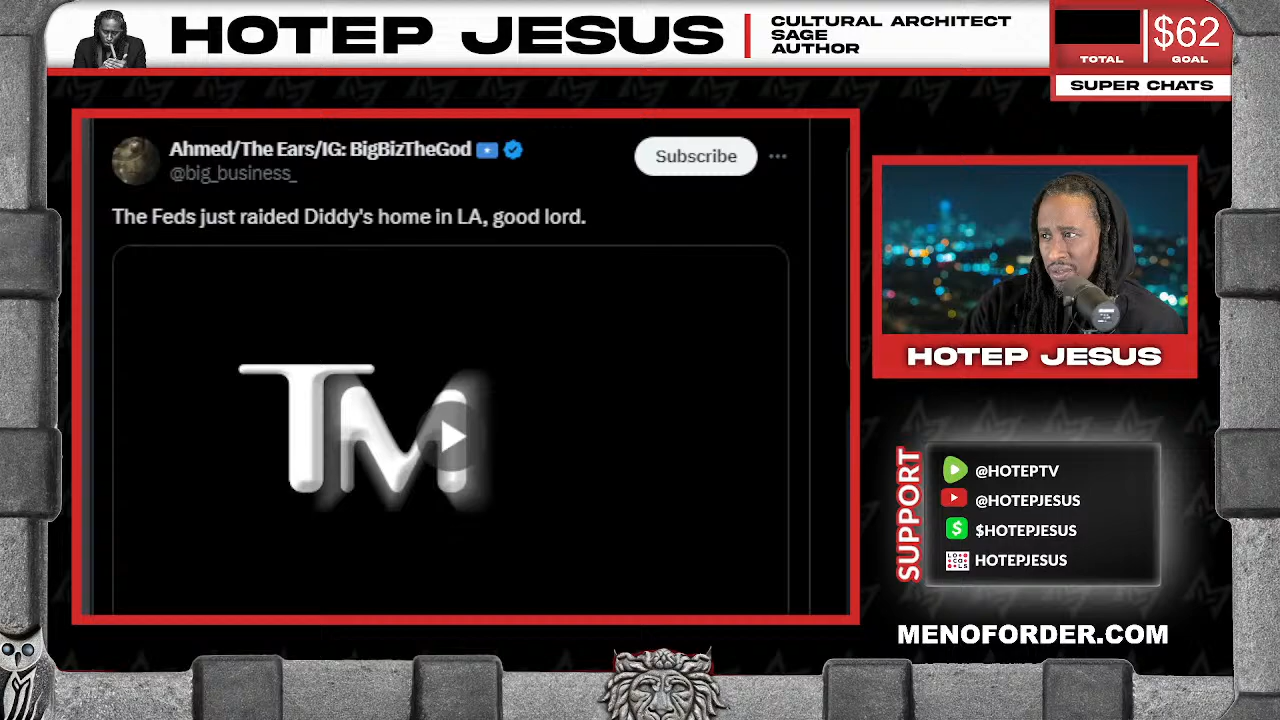 HOTEP JESUS
CULTURAL ARCHITECT
SAGE
AUTHOR
$62
TOTAL
GOAL
SUPER CHATS
Ahmed/The Ears/IG: BigBizTheGod
@big_business_
Subscribe
The Feds just raided Diddy's home in LA, good lord.
TM
HOTEP JESUS
SUPPORT
@HOTEPTV
@HOTEPJESUS
$HOTEPJESUS
HOTEPJESUS
MENOFORDER.COM